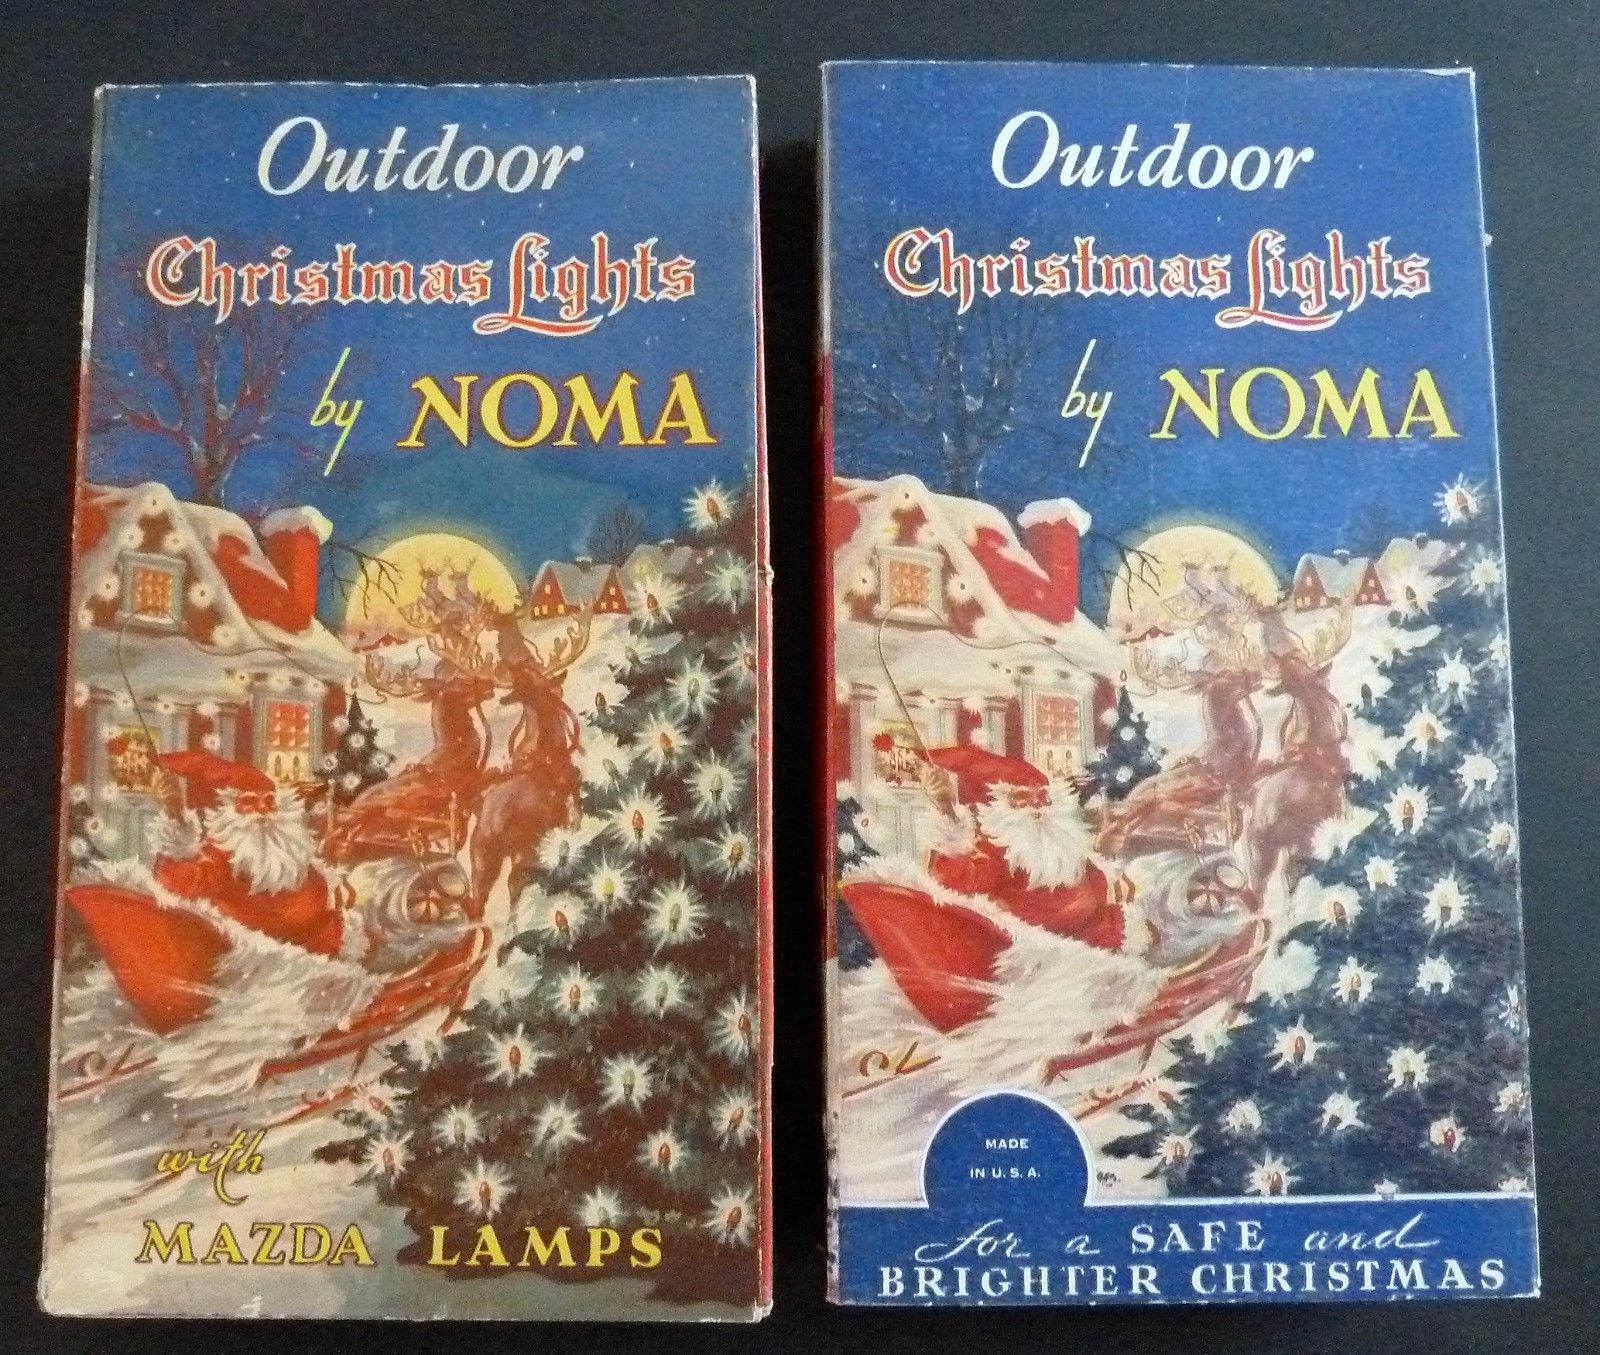 Outdoor
Christmas Lights
by NOMA
with
MAZDA LAMPS
Outdoor
Christmas Lights
by NOMA
MADE
IN U.S.A.
for a SAFE and
BRIGHTER CHRISTMAS